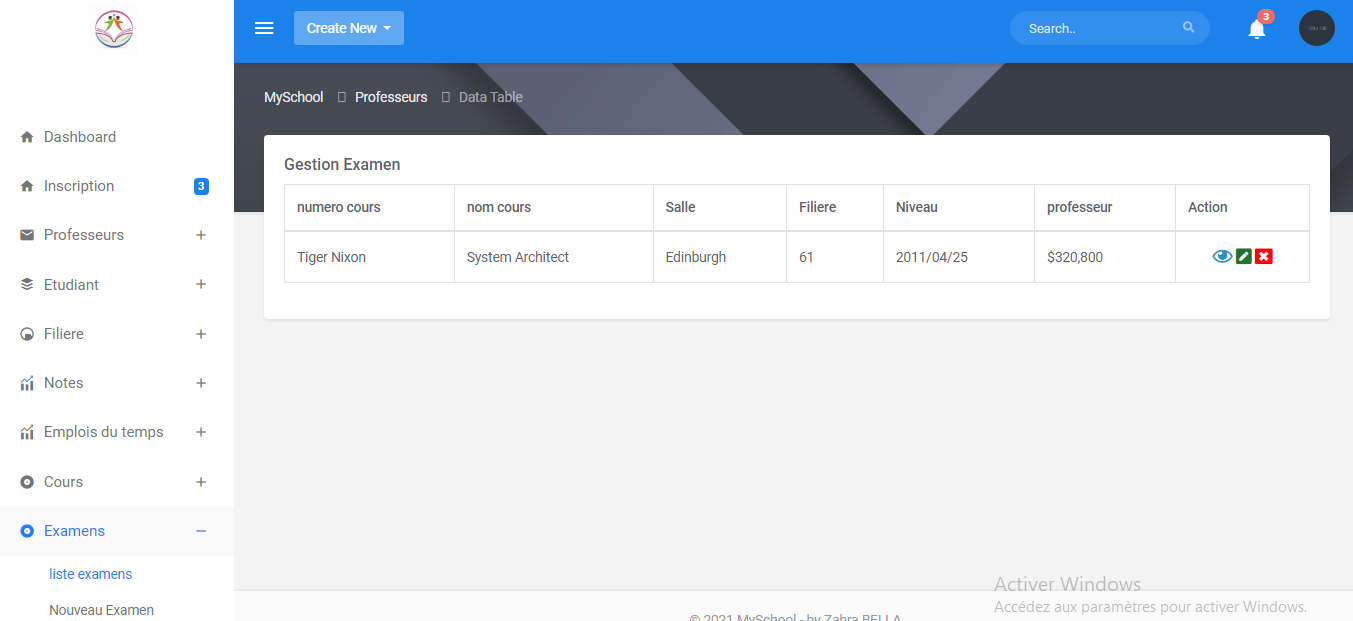 Create New
Search..
3
MySchool Professeurs Data Table
Dashboard
Inscription 3
Professeurs +
Etudiant +
Filiere +
Notes +
Emplois du temps +
Cours +
Examens −
liste examens
Nouveau Examen
Gestion Examen
numero cours nom cours Salle Filiere Niveau professeur Action
Tiger Nixon System Architect Edinburgh 61 2011/04/25 $320,800
Activer Windows
Accédez aux paramètres pour activer Windows.
© 2021 MySchool - by Zahra BELLA